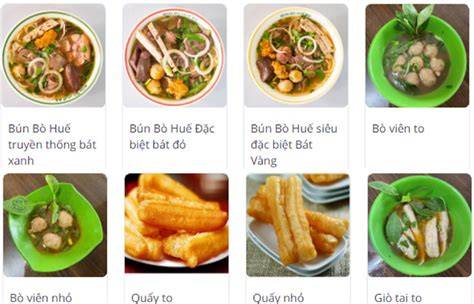 Bún Bò Huế
truyền thống bát
xanh
Bún Bò Huế Đặc
biệt bát đỏ
Bún Bò Huế siêu
đặc biệt Bát
Vàng
Bò viên to
Bò viên nhỏ
Quẩy to
Quẩy nhỏ
Giò tai to